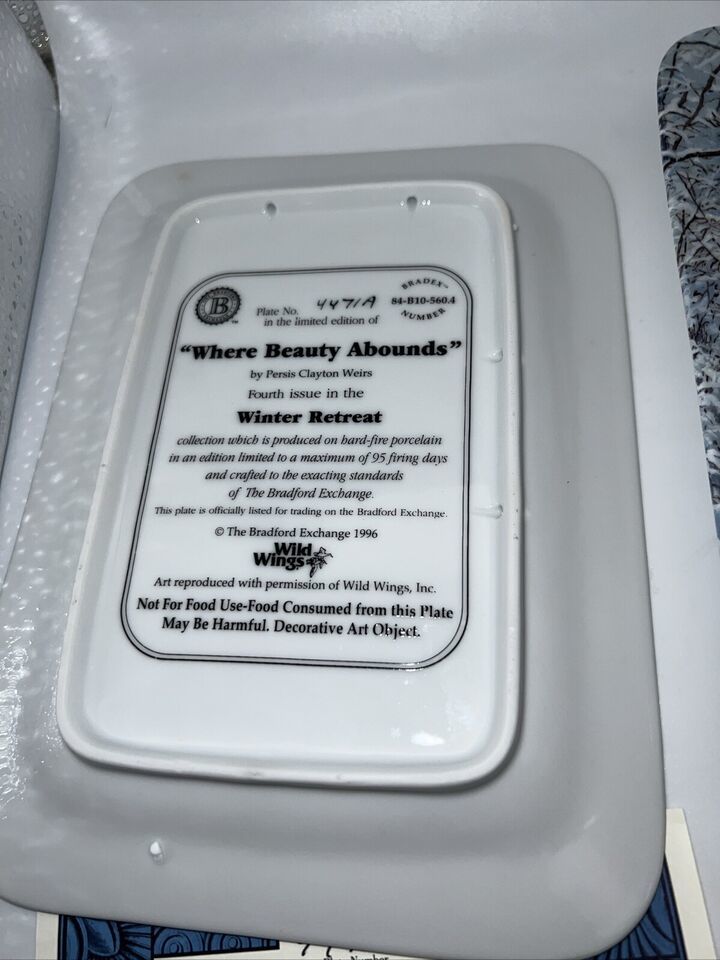 B
TM
Plate No. 4471A
in the limited edition of
BRADEX™
84-B10-560.4
NUMBER
“Where Beauty Abounds”
by Persis Clayton Weirs
Fourth issue in the
Winter Retreat
collection which is produced on hard-fire porcelain
in an edition limited to a maximum of 95 firing days
and crafted to the exacting standards
of The Bradford Exchange.
This plate is officially listed for trading on the Bradford Exchange.
© The Bradford Exchange 1996
Wild
Wings
Art reproduced with permission of Wild Wings, Inc.
Not For Food Use-Food Consumed from this Plate
May Be Harmful. Decorative Art Object.
Plate Number